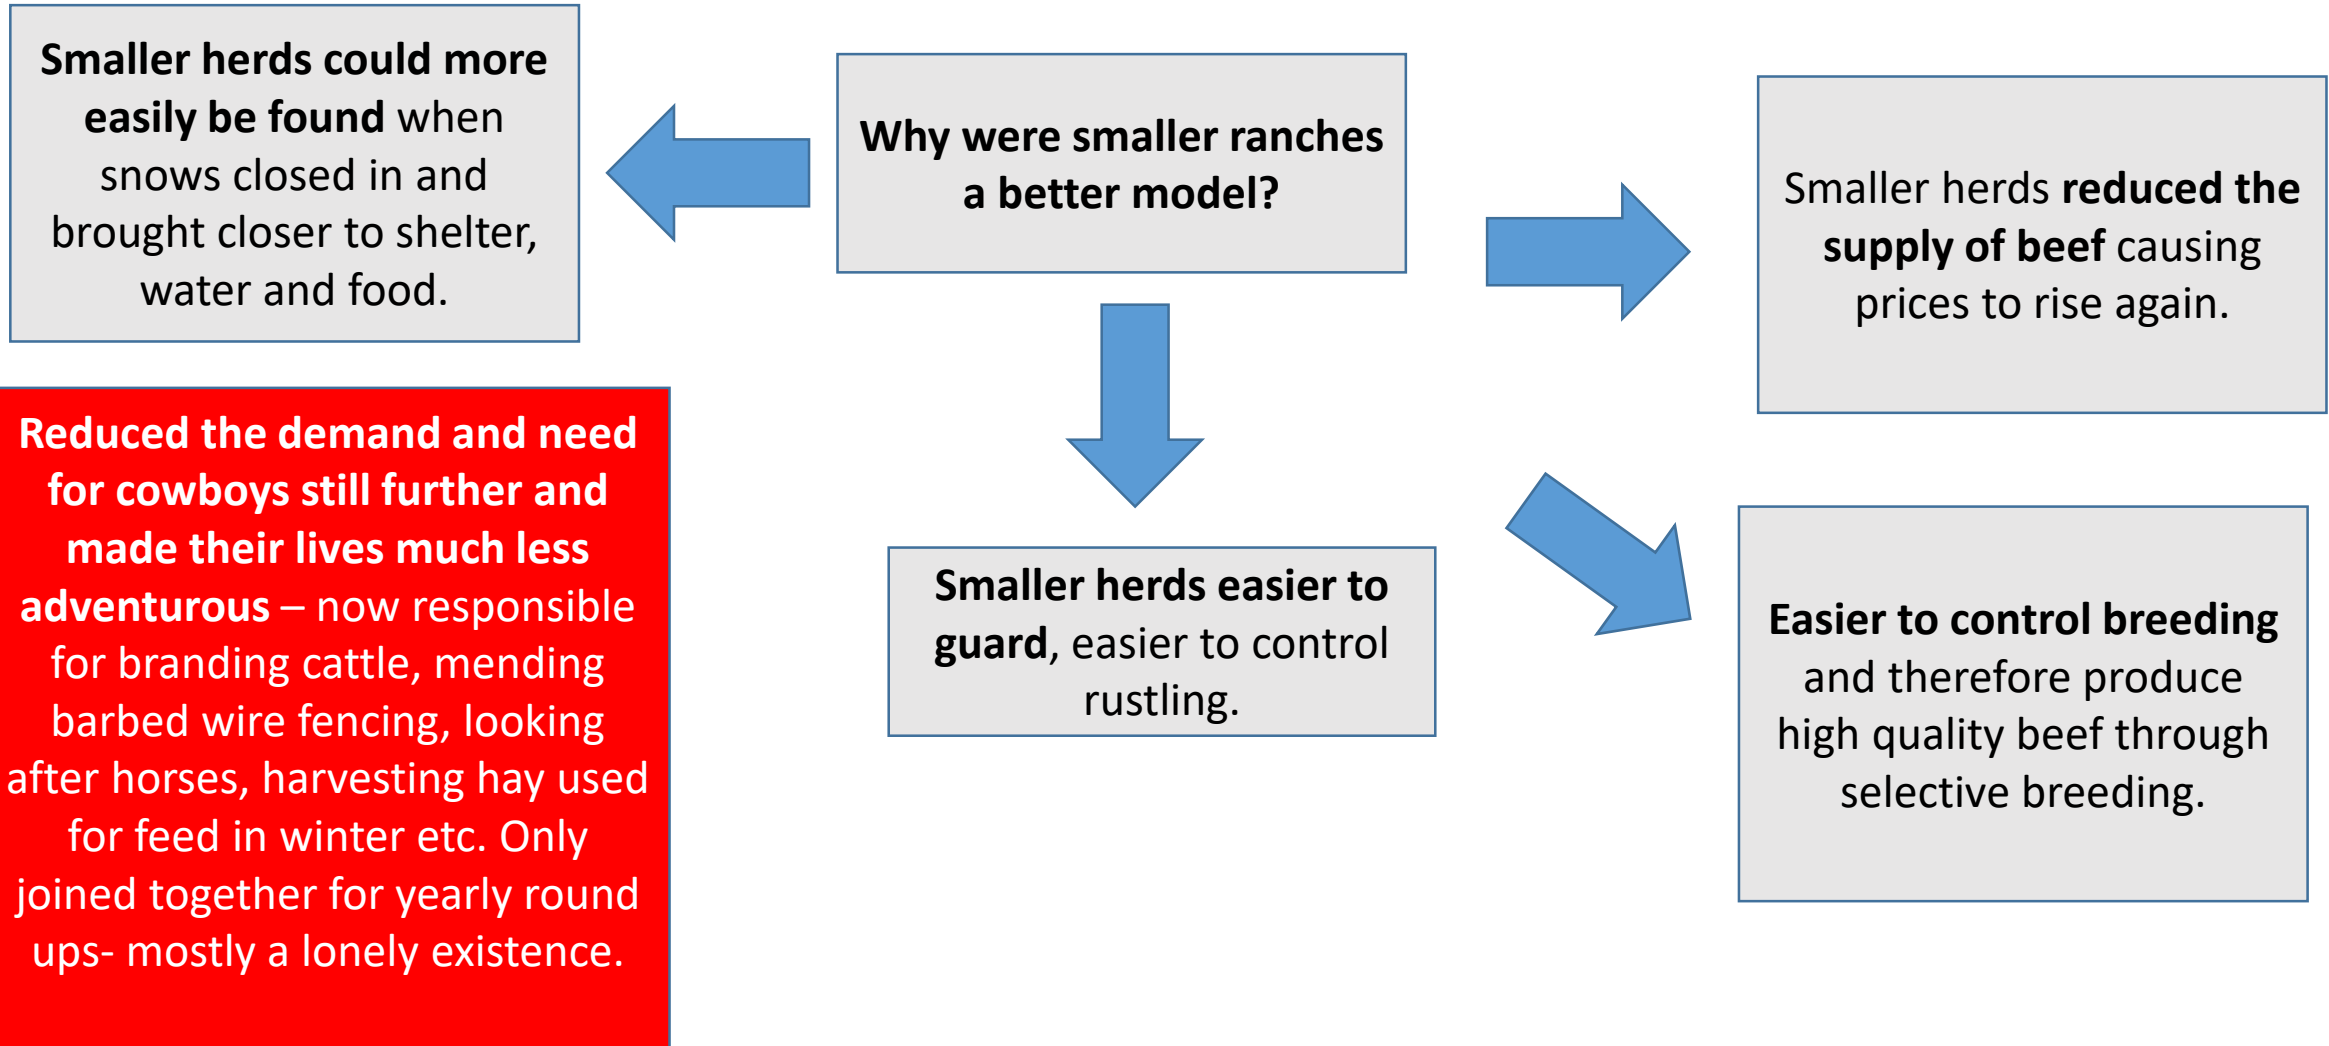 Smaller herds could more
easily be found when
snows closed in and
brought closer to shelter,
water and food.
Why were smaller ranches
a better model?
Smaller herds reduced the
supply of beef causing
prices to rise again.
Reduced the demand and need
for cowboys still further and
made their lives much less
adventurous – now responsible
for branding cattle, mending
barbed wire fencing, looking
after horses, harvesting hay used
for feed in winter etc. Only
joined together for yearly round
ups- mostly a lonely existence.
Smaller herds easier to
guard, easier to control
rustling.
Easier to control breeding
and therefore produce
high quality beef through
selective breeding.